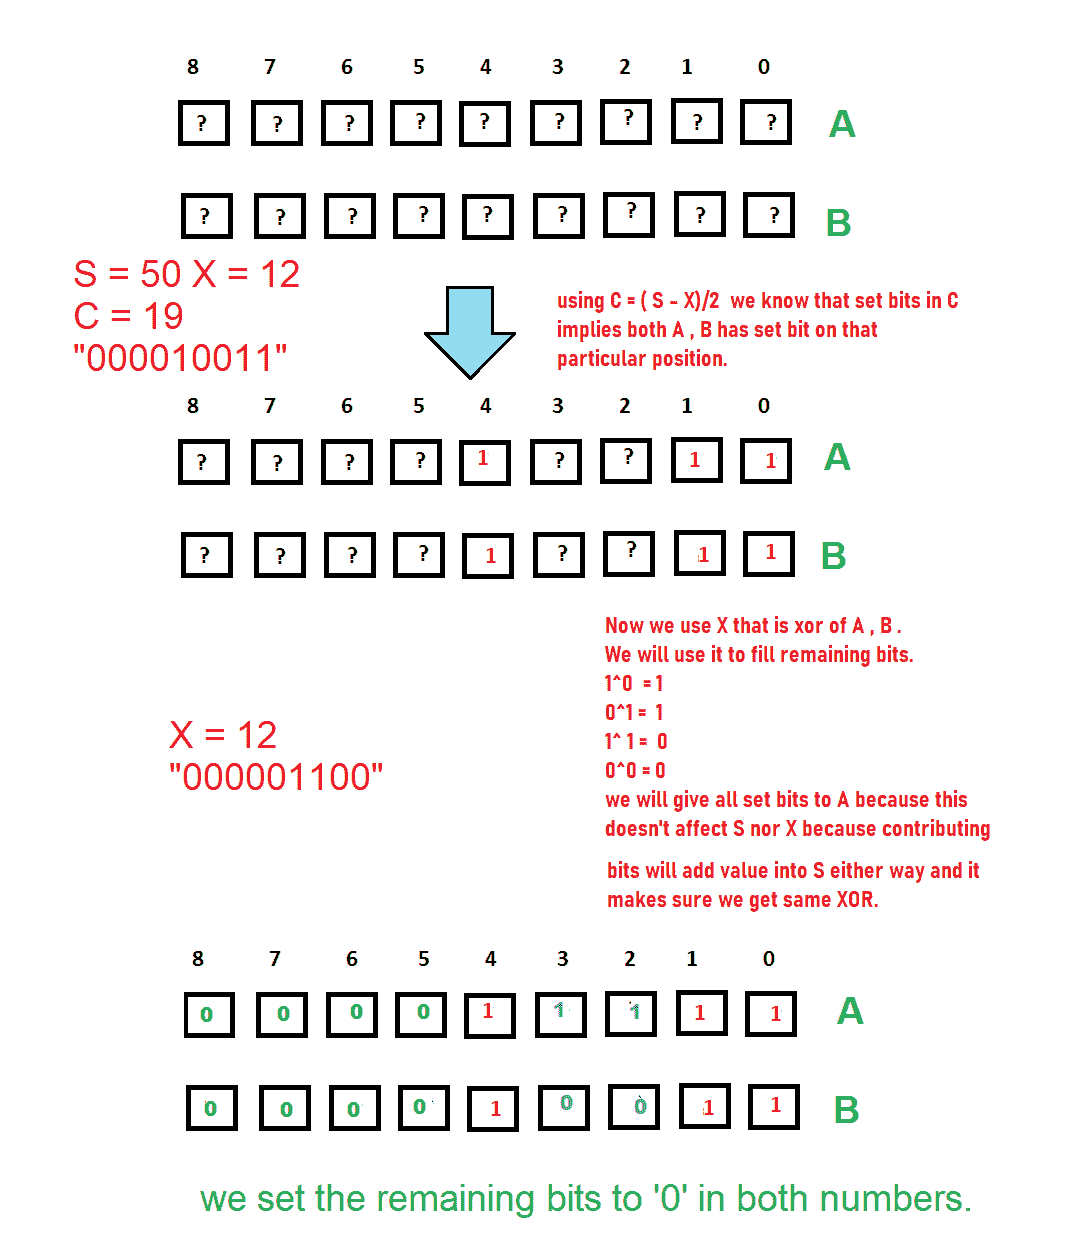 8 7 6 5 4 3 2 1 0
? ? ? ? ? ? ? ? ? A
? ? ? ? ? ? ? ? ? B
S = 50 X = 12
C = 19
"000010011"
using C = ( S - X)/2 we know that set bits in C
implies both A , B has set bit on that
particular position.
8 7 6 5 4 3 2 1 0
? ? ? ? 1 ? ? 1 1 A
? ? ? ? 1 ? ? 1 1 B
Now we use X that is xor of A , B .
We will use it to fill remaining bits.
1^0 = 1
0^1 = 1
1^ 1 = 0
0^0 = 0
we will give all set bits to A because this
doesn't affect S nor X because contributing
bits will add value into S either way and it
makes sure we get same XOR.
X = 12
"000001100"
8 7 6 5 4 3 2 1 0
0 0 0 0 1 1 1 1 1 A
0 0 0 0 1 0 0 1 1 B
we set the remaining bits to '0' in both numbers.